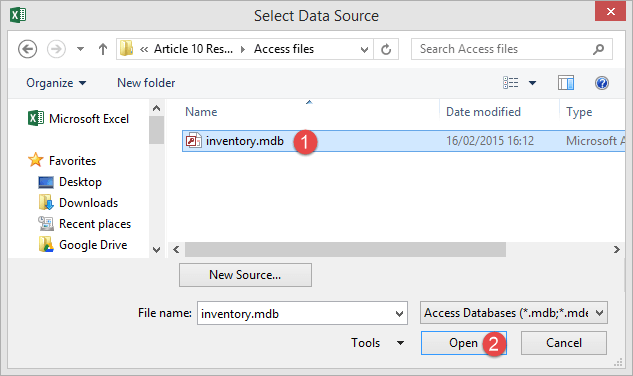 Select Data Source
« Article 10 Res... Access files Search Access files
Organize New folder
Name Date modified Type
Microsoft Excel
inventory.mdb 1 16/02/2015 16:12 Microsoft A
Favorites
Desktop
Downloads
Recent places
Google Drive
New Source...
File name: inventory.mdb Access Databases (*.mdb;*.mde
Tools Open 2 Cancel